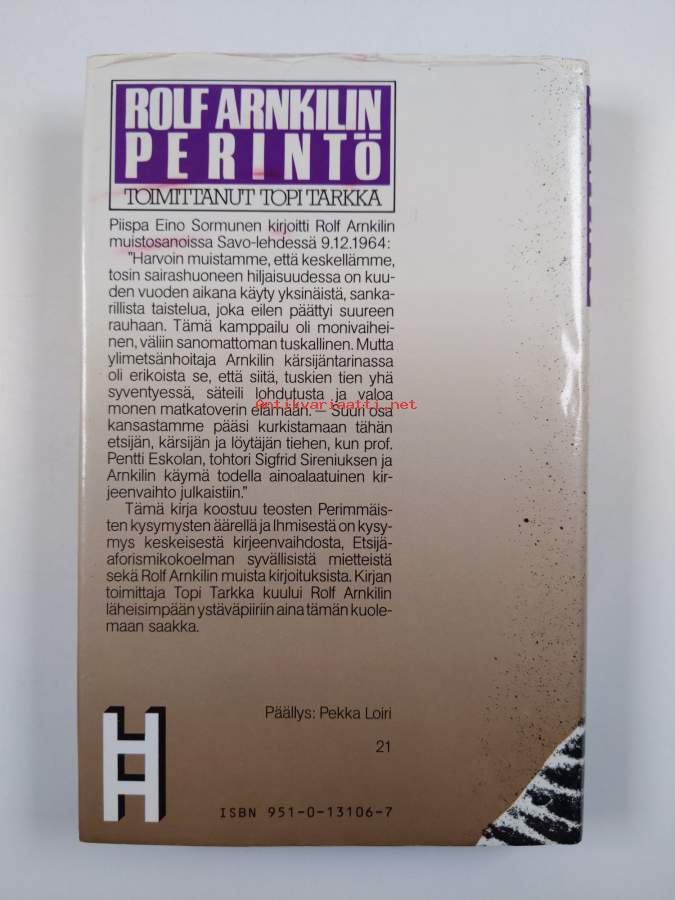 ROLF ARNKILIN
PERINTÖ
TOIMITTANUT TOPI TARKKA
Piispa Eino Sormunen kirjoitti Rolf Arnkilin
muistosanoissa Savo-lehdessä 9.12.1964:
"Harvoin muistamme, että keskellämme,
tosin sairashuoneen hiljaisuudessa on kuu-
den vuoden aikana käyty yksinäistä, sanka-
rillista taistelua, joka eilen päättyi suureen
rauhaan. Tämä kamppailu oli monivaihei-
nen, väliin sanomattoman tuskallinen. Mutta
ylimetsänhoitaja Arnkilin kärsijäntarinassa
oli erikoista se, että siitä, tuskien tien yhä
syventyessä, säteili lohdutusta ja valoa
monen matkatoverin elämään. — Suuri osa
Antikvariaatti.net
kansastamme pääsi kurkistamaan tähän
etsijän, kärsijän ja löytäjän tiehen, kun prof.
Pentti Eskolan, tohtori Sigfrid Sireniuksen ja
Arnkilin käymä todella ainoalaatuinen kir-
jeenvaihto julkaistiin."
Tämä kirja koostuu teosten Perimmäis-
ten kysymysten äärellä ja Ihmisestä on kysy-
mys keskeisestä kirjeenvaihdosta, Etsijä-
aforismikokoelman syvällisistä mietteistä
sekä Rolf Arnkilin muista kirjoituksista. Kirjan
toimittaja Topi Tarkka kuului Rolf Arnkilin
läheisimpään ystäväpiiriin aina tämän kuole-
maan saakka.
Päällys: Pekka Loiri
21
ISBN 951-0-13106-7